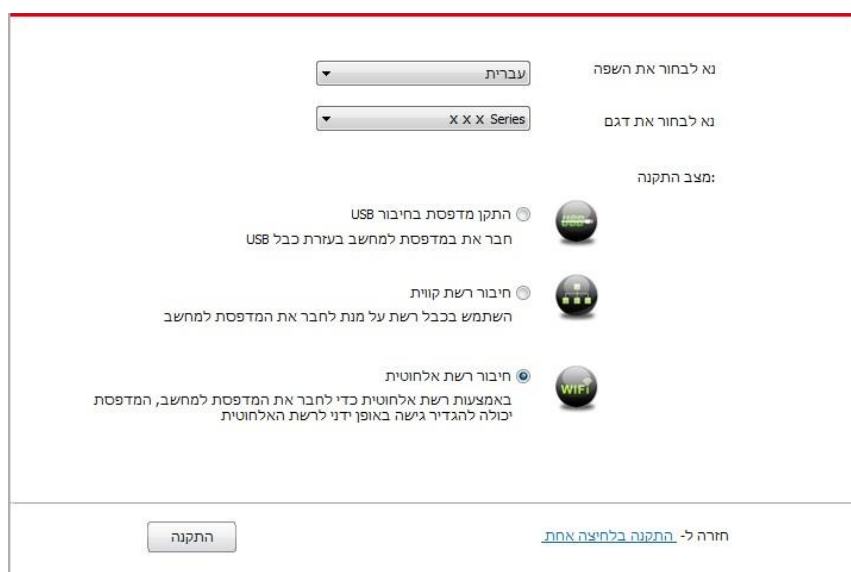 נא לבחור את השפה
עברית
נא לבחור את דגם
X X X Series
מצב התקנה:
התקן מדפסת בחיבור USB
USB
חבר את במדפסת למחשב בעזרת כבל USB
חיבור רשת קווית
השתמש בכבל רשת על מנת לחבר את המדפסת למחשב
חיבור רשת אלחוטית
WiFi
באמצעות רשת אלחוטית כדי לחבר את המדפסת למחשב, המדפסת
יכולה להגדיר גישה באופן ידני לרשת האלחוטית
חזרה ל- התקנה בלחיצה אחת
התקנה